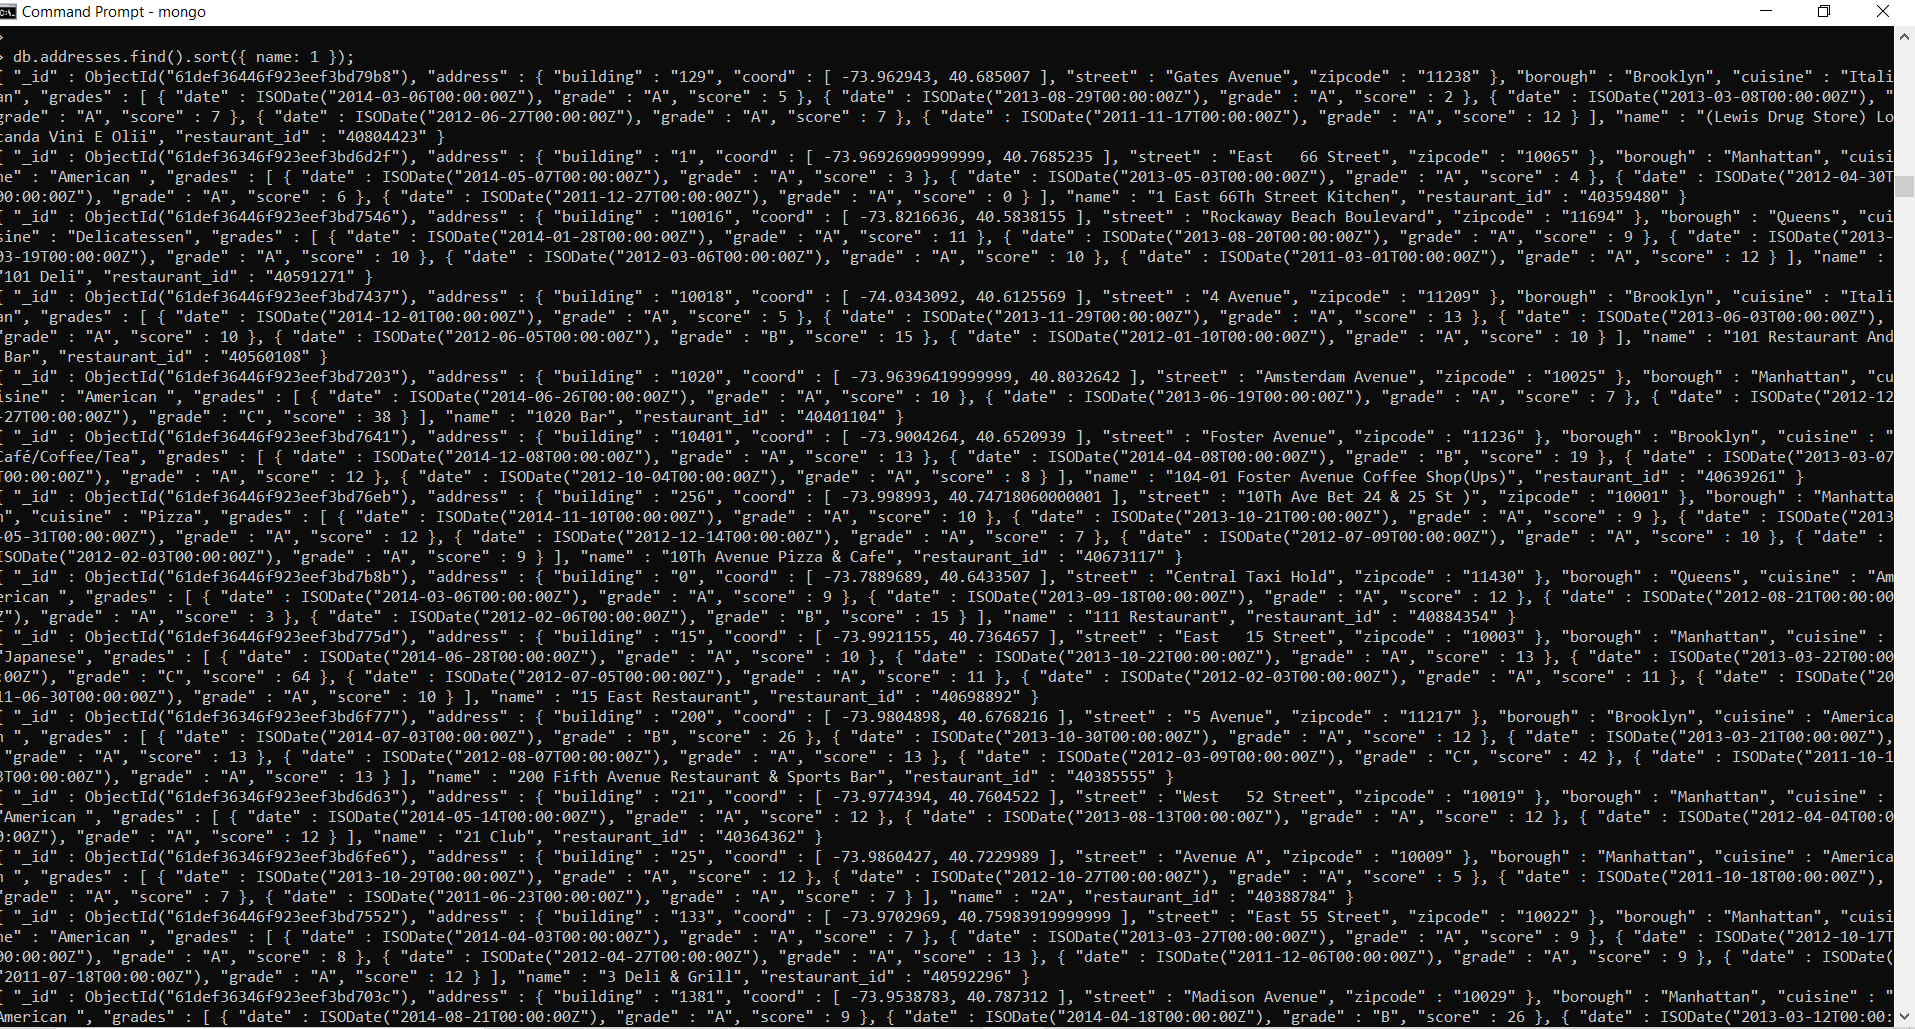 Command Prompt - mongo
>
> db.addresses.find().sort({ name: 1 });
{ "_id" : ObjectId("61def36446f923eef3bd79b8"), "address" : { "building" : "129", "coord" : [ -73.962943, 40.685007 ], "street" : "Gates Avenue", "zipcode" : "11238" }, "borough" : "Brooklyn", "cuisine" : "Itali
an", "grades" : [ { "date" : ISODate("2014-03-06T00:00:00Z"), "grade" : "A", "score" : 5 }, { "date" : ISODate("2013-08-29T00:00:00Z"), "grade" : "A", "score" : 2 }, { "date" : ISODate("2013-03-08T00:00:00Z"), "
grade" : "A", "score" : 7 }, { "date" : ISODate("2012-06-27T00:00:00Z"), "grade" : "A", "score" : 7 }, { "date" : ISODate("2011-11-17T00:00:00Z"), "grade" : "A", "score" : 12 } ], "name" : "(Lewis Drug Store) Lo
canda Vini E Olii", "restaurant_id" : "40804423" }
{ "_id" : ObjectId("61def36346f923eef3bd6d2f"), "address" : { "building" : "1", "coord" : [ -73.96926909999999, 40.7685235 ], "street" : "East   66 Street", "zipcode" : "10065" }, "borough" : "Manhattan", "cuisi
ne" : "American ", "grades" : [ { "date" : ISODate("2014-05-07T00:00:00Z"), "grade" : "A", "score" : 3 }, { "date" : ISODate("2013-05-03T00:00:00Z"), "grade" : "A", "score" : 4 }, { "date" : ISODate("2012-04-30T
00:00:00Z"), "grade" : "A", "score" : 6 }, { "date" : ISODate("2011-12-27T00:00:00Z"), "grade" : "A", "score" : 0 } ], "name" : "1 East 66Th Street Kitchen", "restaurant_id" : "40359480" }
{ "_id" : ObjectId("61def36446f923eef3bd7546"), "address" : { "building" : "10016", "coord" : [ -73.8216636, 40.5838155 ], "street" : "Rockaway Beach Boulevard", "zipcode" : "11694" }, "borough" : "Queens", "cui
sine" : "Delicatessen", "grades" : [ { "date" : ISODate("2014-01-28T00:00:00Z"), "grade" : "A", "score" : 11 }, { "date" : ISODate("2013-08-20T00:00:00Z"), "grade" : "A", "score" : 9 }, { "date" : ISODate("2013-
03-19T00:00:00Z"), "grade" : "A", "score" : 10 }, { "date" : ISODate("2012-03-06T00:00:00Z"), "grade" : "A", "score" : 10 }, { "date" : ISODate("2011-03-01T00:00:00Z"), "grade" : "A", "score" : 12 } ], "name" :
"101 Deli", "restaurant_id" : "40591271" }
{ "_id" : ObjectId("61def36446f923eef3bd7437"), "address" : { "building" : "10018", "coord" : [ -74.0343092, 40.6125569 ], "street" : "4 Avenue", "zipcode" : "11209" }, "borough" : "Brooklyn", "cuisine" : "Itali
an", "grades" : [ { "date" : ISODate("2014-12-01T00:00:00Z"), "grade" : "A", "score" : 5 }, { "date" : ISODate("2013-11-29T00:00:00Z"), "grade" : "A", "score" : 13 }, { "date" : ISODate("2013-06-03T00:00:00Z"),
"grade" : "A", "score" : 10 }, { "date" : ISODate("2012-06-05T00:00:00Z"), "grade" : "B", "score" : 15 }, { "date" : ISODate("2012-01-10T00:00:00Z"), "grade" : "A", "score" : 10 } ], "name" : "101 Restaurant And
 Bar", "restaurant_id" : "40560108" }
{ "_id" : ObjectId("61def36446f923eef3bd7203"), "address" : { "building" : "1020", "coord" : [ -73.96396419999999, 40.8032642 ], "street" : "Amsterdam Avenue", "zipcode" : "10025" }, "borough" : "Manhattan", "cu
isine" : "American ", "grades" : [ { "date" : ISODate("2014-06-26T00:00:00Z"), "grade" : "A", "score" : 10 }, { "date" : ISODate("2013-06-19T00:00:00Z"), "grade" : "A", "score" : 7 }, { "date" : ISODate("2012-12
-27T00:00:00Z"), "grade" : "C", "score" : 38 } ], "name" : "1020 Bar", "restaurant_id" : "40401104" }
{ "_id" : ObjectId("61def36446f923eef3bd7641"), "address" : { "building" : "10401", "coord" : [ -73.9004264, 40.6520939 ], "street" : "Foster Avenue", "zipcode" : "11236" }, "borough" : "Brooklyn", "cuisine" : "
Café/Coffee/Tea", "grades" : [ { "date" : ISODate("2014-12-08T00:00:00Z"), "grade" : "A", "score" : 13 }, { "date" : ISODate("2014-04-08T00:00:00Z"), "grade" : "B", "score" : 19 }, { "date" : ISODate("2013-03-07
T00:00:00Z"), "grade" : "A", "score" : 12 }, { "date" : ISODate("2012-10-04T00:00:00Z"), "grade" : "A", "score" : 8 } ], "name" : "104-01 Foster Avenue Coffee Shop(Ups)", "restaurant_id" : "40639261" }
{ "_id" : ObjectId("61def36446f923eef3bd76eb"), "address" : { "building" : "256", "coord" : [ -73.998993, 40.74718060000001 ], "street" : "10Th Ave Bet 24 & 25 St )", "zipcode" : "10001" }, "borough" : "Manhatta
n", "cuisine" : "Pizza", "grades" : [ { "date" : ISODate("2014-11-10T00:00:00Z"), "grade" : "A", "score" : 10 }, { "date" : ISODate("2013-10-21T00:00:00Z"), "grade" : "A", "score" : 9 }, { "date" : ISODate("2013
-05-31T00:00:00Z"), "grade" : "A", "score" : 12 }, { "date" : ISODate("2012-12-14T00:00:00Z"), "grade" : "A", "score" : 7 }, { "date" : ISODate("2012-07-09T00:00:00Z"), "grade" : "A", "score" : 10 }, { "date" :
ISODate("2012-02-03T00:00:00Z"), "grade" : "A", "score" : 9 } ], "name" : "10Th Avenue Pizza & Cafe", "restaurant_id" : "40673117" }
{ "_id" : ObjectId("61def36446f923eef3bd7b8b"), "address" : { "building" : "0", "coord" : [ -73.7889689, 40.6433507 ], "street" : "Central Taxi Hold", "zipcode" : "11430" }, "borough" : "Queens", "cuisine" : "Am
erican ", "grades" : [ { "date" : ISODate("2014-03-06T00:00:00Z"), "grade" : "A", "score" : 9 }, { "date" : ISODate("2013-09-18T00:00:00Z"), "grade" : "A", "score" : 12 }, { "date" : ISODate("2012-08-21T00:00:00
Z"), "grade" : "A", "score" : 3 }, { "date" : ISODate("2012-02-06T00:00:00Z"), "grade" : "B", "score" : 15 } ], "name" : "111 Restaurant", "restaurant_id" : "40884354" }
{ "_id" : ObjectId("61def36446f923eef3bd775d"), "address" : { "building" : "15", "coord" : [ -73.9921155, 40.7364657 ], "street" : "East   15 Street", "zipcode" : "10003" }, "borough" : "Manhattan", "cuisine" :
"Japanese", "grades" : [ { "date" : ISODate("2014-06-28T00:00:00Z"), "grade" : "A", "score" : 10 }, { "date" : ISODate("2013-10-22T00:00:00Z"), "grade" : "A", "score" : 13 }, { "date" : ISODate("2013-03-22T00:00
:00Z"), "grade" : "C", "score" : 64 }, { "date" : ISODate("2012-07-05T00:00:00Z"), "grade" : "A", "score" : 11 }, { "date" : ISODate("2012-02-03T00:00:00Z"), "grade" : "A", "score" : 11 }, { "date" : ISODate("20
11-06-30T00:00:00Z"), "grade" : "A", "score" : 10 } ], "name" : "15 East Restaurant", "restaurant_id" : "40698892" }
{ "_id" : ObjectId("61def36346f923eef3bd6f77"), "address" : { "building" : "200", "coord" : [ -73.9804898, 40.6768216 ], "street" : "5 Avenue", "zipcode" : "11217" }, "borough" : "Brooklyn", "cuisine" : "America
n ", "grades" : [ { "date" : ISODate("2014-07-03T00:00:00Z"), "grade" : "B", "score" : 26 }, { "date" : ISODate("2013-10-30T00:00:00Z"), "grade" : "A", "score" : 12 }, { "date" : ISODate("2013-03-21T00:00:00Z"),
 "grade" : "A", "score" : 13 }, { "date" : ISODate("2012-08-07T00:00:00Z"), "grade" : "A", "score" : 13 }, { "date" : ISODate("2012-03-09T00:00:00Z"), "grade" : "C", "score" : 42 }, { "date" : ISODate("2011-10-1
3T00:00:00Z"), "grade" : "A", "score" : 13 } ], "name" : "200 Fifth Avenue Restaurant & Sports Bar", "restaurant_id" : "40385555" }
{ "_id" : ObjectId("61def36346f923eef3bd6d63"), "address" : { "building" : "21", "coord" : [ -73.9774394, 40.7604522 ], "street" : "West   52 Street", "zipcode" : "10019" }, "borough" : "Manhattan", "cuisine" :
"American ", "grades" : [ { "date" : ISODate("2014-05-14T00:00:00Z"), "grade" : "A", "score" : 12 }, { "date" : ISODate("2013-08-13T00:00:00Z"), "grade" : "A", "score" : 12 }, { "date" : ISODate("2012-04-04T00:0
0:00Z"), "grade" : "A", "score" : 12 } ], "name" : "21 Club", "restaurant_id" : "40364362" }
{ "_id" : ObjectId("61def36346f923eef3bd6fe6"), "address" : { "building" : "25", "coord" : [ -73.9860427, 40.7229989 ], "street" : "Avenue A", "zipcode" : "10009" }, "borough" : "Manhattan", "cuisine" : "America
n ", "grades" : [ { "date" : ISODate("2013-10-29T00:00:00Z"), "grade" : "A", "score" : 12 }, { "date" : ISODate("2012-10-27T00:00:00Z"), "grade" : "A", "score" : 5 }, { "date" : ISODate("2011-10-18T00:00:00Z"),
"grade" : "A", "score" : 7 }, { "date" : ISODate("2011-06-23T00:00:00Z"), "grade" : "A", "score" : 7 } ], "name" : "2A", "restaurant_id" : "40388784" }
{ "_id" : ObjectId("61def36446f923eef3bd7552"), "address" : { "building" : "133", "coord" : [ -73.9702969, 40.75983919999999 ], "street" : "East 55 Street", "zipcode" : "10022" }, "borough" : "Manhattan", "cuisi
ne" : "American ", "grades" : [ { "date" : ISODate("2014-04-03T00:00:00Z"), "grade" : "A", "score" : 7 }, { "date" : ISODate("2013-03-27T00:00:00Z"), "grade" : "A", "score" : 9 }, { "date" : ISODate("2012-10-17T
00:00:00Z"), "grade" : "A", "score" : 8 }, { "date" : ISODate("2012-04-27T00:00:00Z"), "grade" : "A", "score" : 13 }, { "date" : ISODate("2011-12-06T00:00:00Z"), "grade" : "A", "score" : 9 }, { "date" : ISODate(
"2011-07-18T00:00:00Z"), "grade" : "A", "score" : 12 } ], "name" : "3 Deli & Grill", "restaurant_id" : "40592296" }
{ "_id" : ObjectId("61def36346f923eef3bd703c"), "address" : { "building" : "1381", "coord" : [ -73.9538783, 40.787312 ], "street" : "Madison Avenue", "zipcode" : "10029" }, "borough" : "Manhattan", "cuisine" : "
American ", "grades" : [ { "date" : ISODate("2014-08-21T00:00:00Z"), "grade" : "A", "score" : 9 }, { "date" : ISODate("2014-04-18T00:00:00Z"), "grade" : "B", "score" : 26 }, { "date" : ISODate("2013-03-12T00:00: